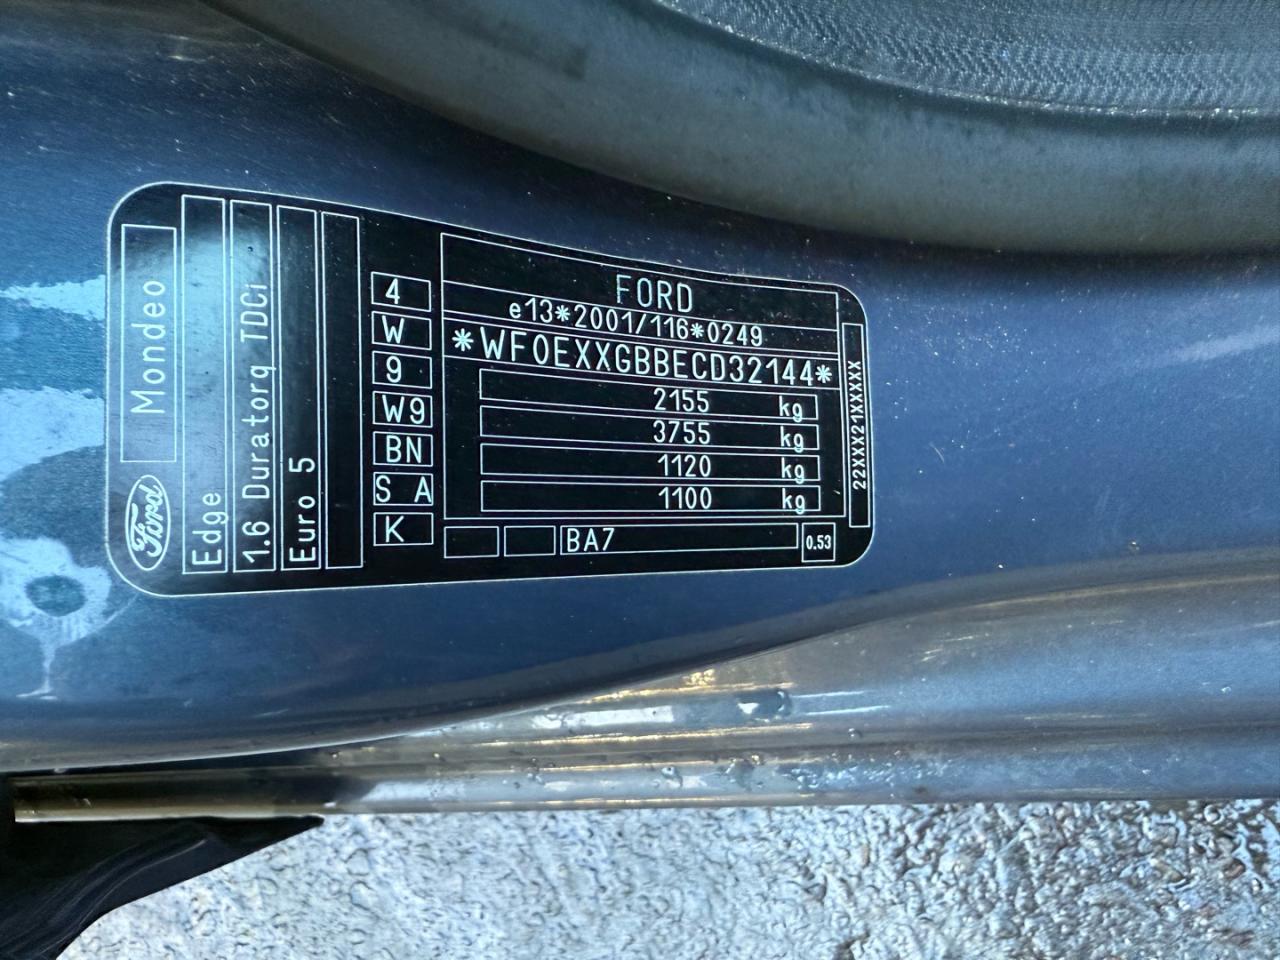 Ford
Mondeo
Edge
1.6 Duratorq TDCi
Euro 5
4
W
9
W9
BN
S A
K
FORD
e13*2001/116*0249
*WF0EXXGBBECD32144*
2155 kg
3755 kg
1120 kg
1100 kg
BA7
0.53
22XXX21XXXXX